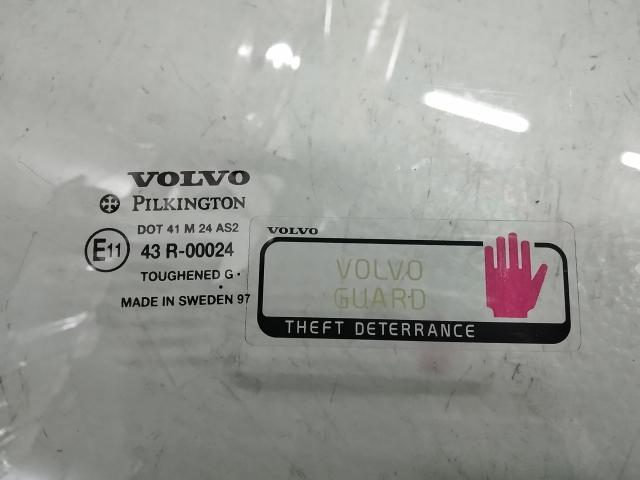 VOLVO
PILKINGTON
DOT 41 M 24 AS2
E11 43 R-00024
TOUGHENED G
MADE IN SWEDEN 97
VOLVO
VOLVO
GUARD
THEFT DETERRANCE